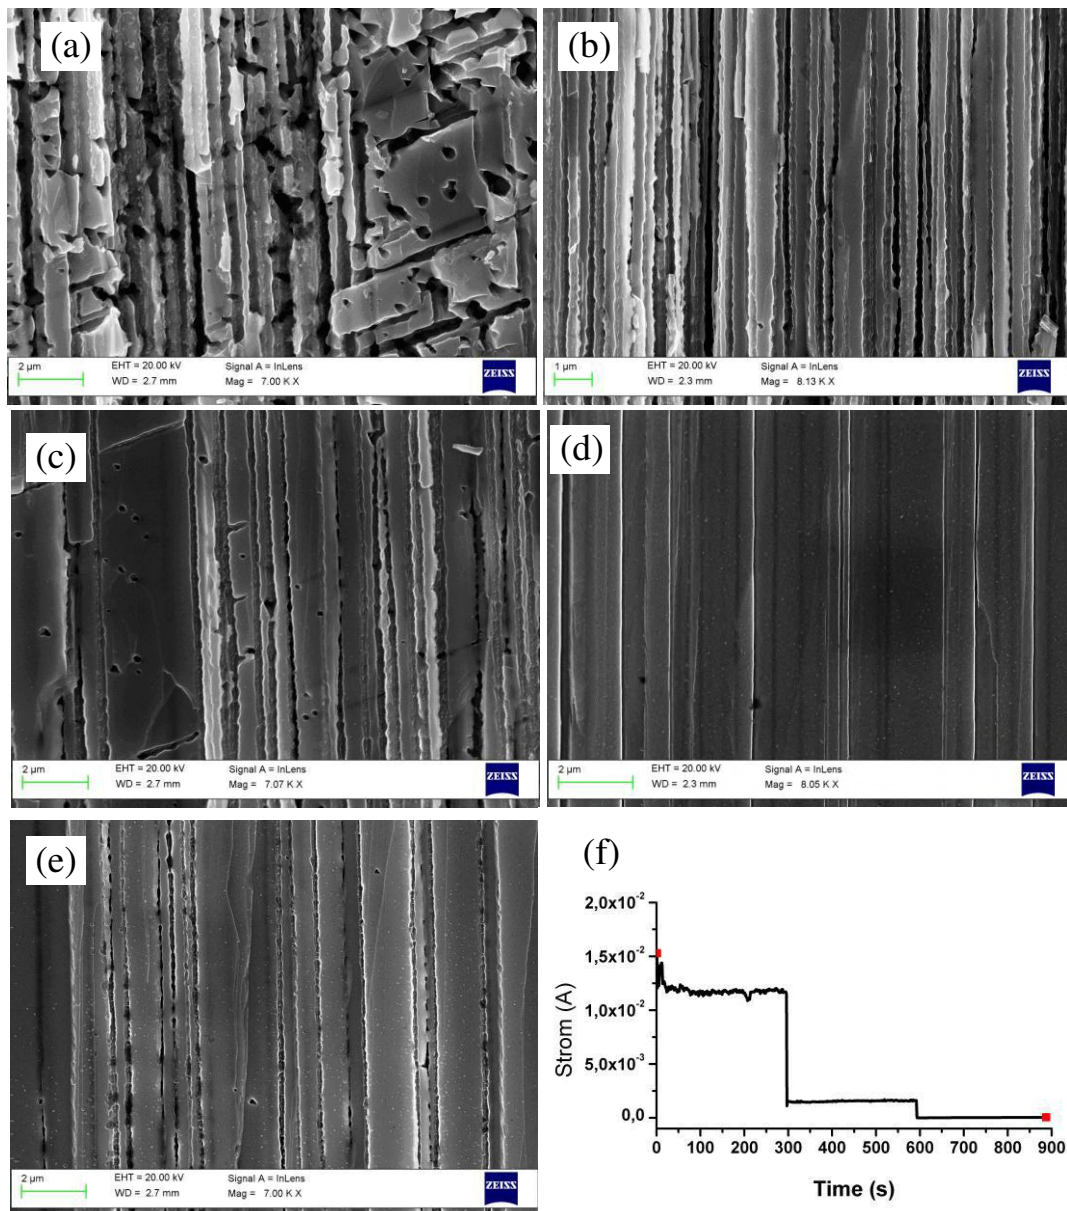 (a)
2 µm
EHT = 20.00 kV
Signal A = InLens
WD = 2.7 mm
Mag = 7.00 K X
ZEISS
(b)
1 µm
EHT = 20.00 kV
Signal A = InLens
WD = 2.3 mm
Mag = 8.13 K X
ZEISS
(c)
2 µm
EHT = 20.00 kV
Signal A = InLens
WD = 2.7 mm
Mag = 7.07 K X
ZEISS
(d)
2 µm
EHT = 20.00 kV
Signal A = InLens
WD = 2.3 mm
Mag = 8.05 K X
ZEISS
(e)
2 µm
EHT = 20.00 kV
Signal A = InLens
WD = 2.7 mm
Mag = 7.00 K X
ZEISS
(f)
2,0x10⁻²
1,5x10⁻²
1,0x10⁻²
5,0x10⁻³
0,0
Strom (A)
0 100 200 300 400 500 600 700 800 900
Time (s)